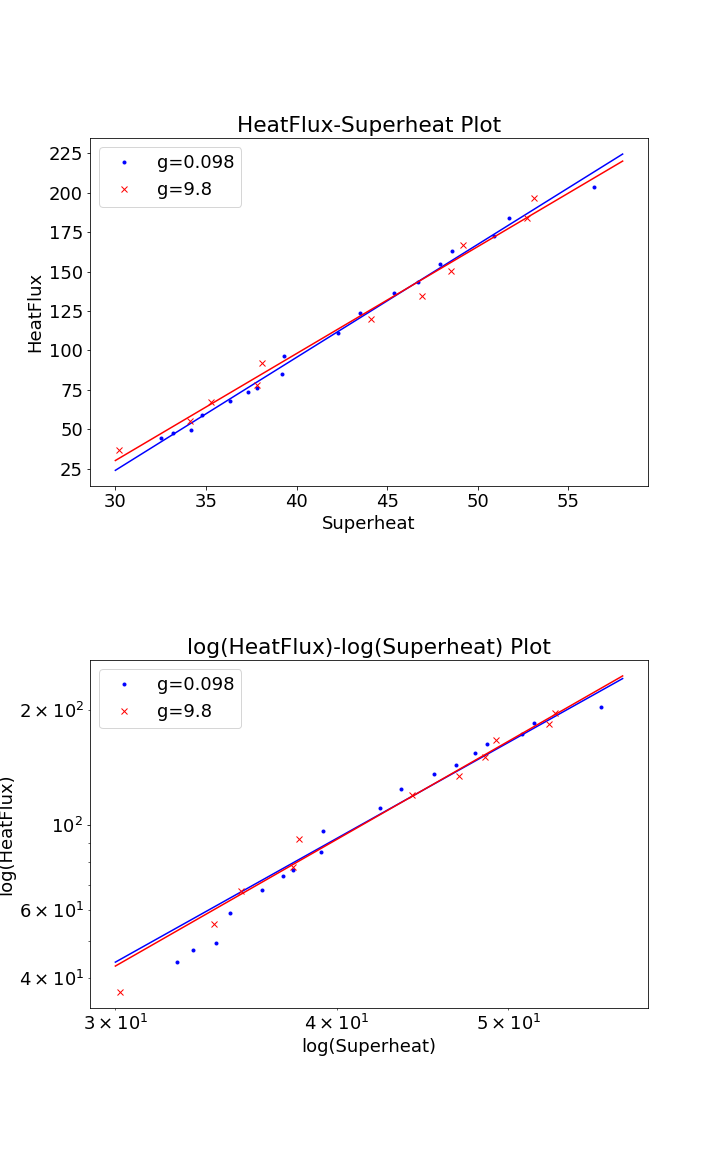 HeatFlux-Superheat Plot
g=0.098
g=9.8
225
200
175
150
125
100
75
50
25
HeatFlux
30 35 40 45 50 55
Superheat
log(HeatFlux)-log(Superheat) Plot
g=0.098
g=9.8
2 × 10²
10²
6 × 10¹
4 × 10¹
log(HeatFlux)
3 × 10¹ 4 × 10¹ 5 × 10¹
log(Superheat)